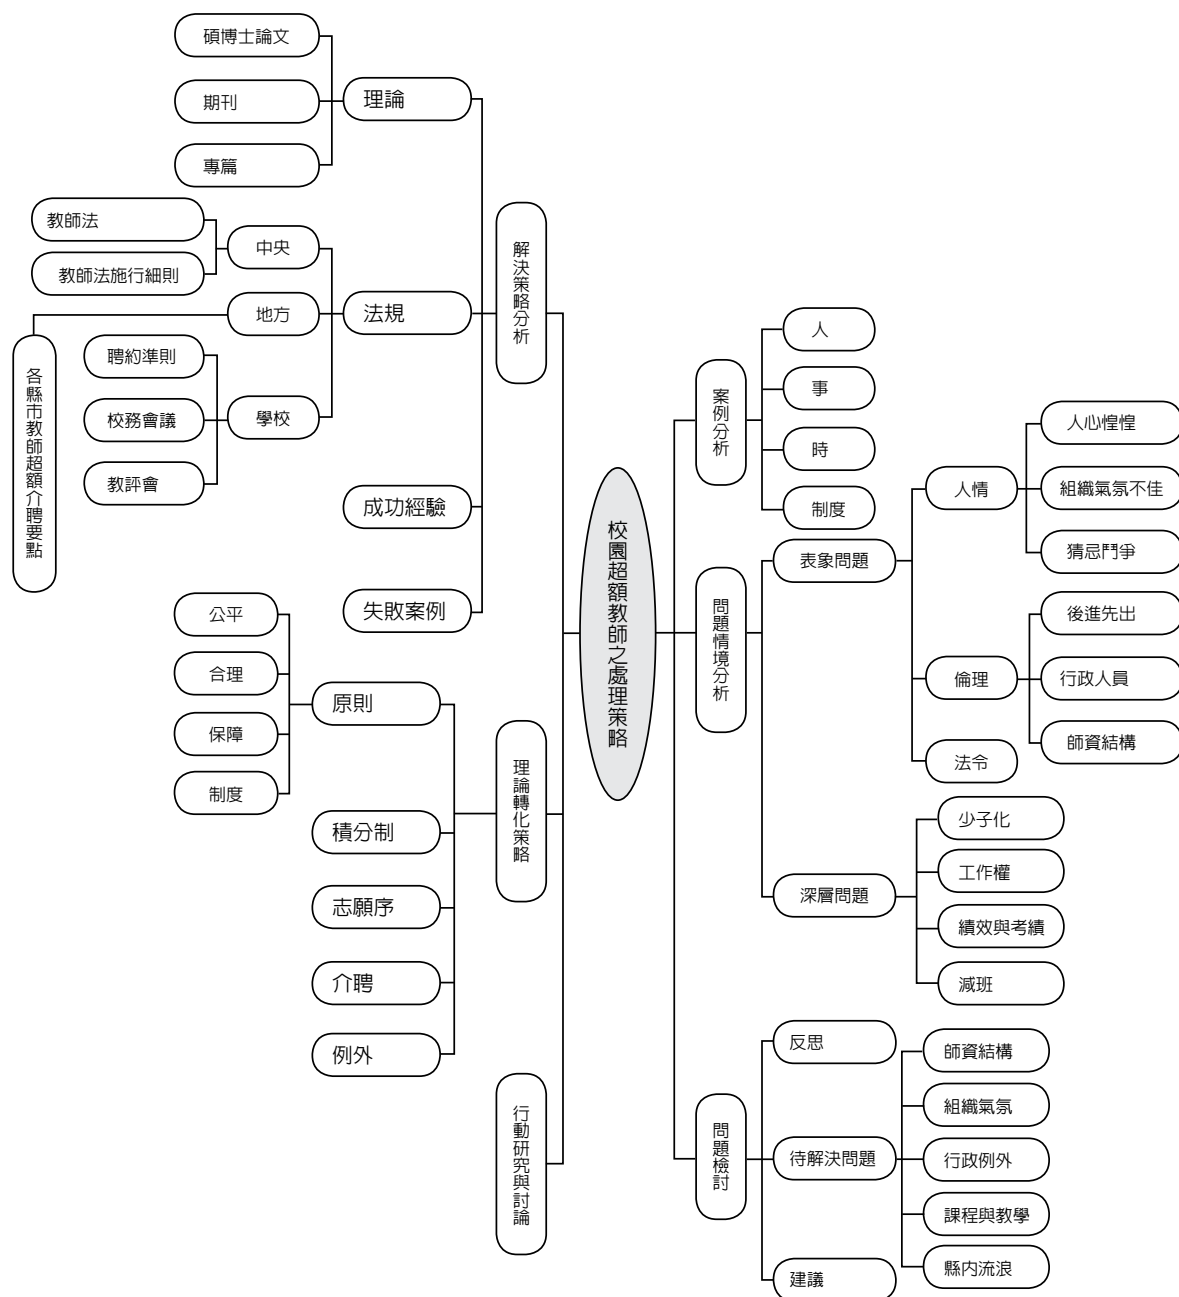 校園超額教師之處理策略
解決策略分析
理論
碩博士論文
期刊
專篇
法規
中央
教師法
教師法施行細則
地方
各縣市教師超額介聘要點
學校
聘約準則
校務會議
教評會
成功經驗
失敗案例
理論轉化策略
原則
公平
合理
保障
制度
積分制
志願序
介聘
例外
行動研究與討論
案例分析
人
事
時
制度
問題情境分析
表象問題
人情
人心惶惶
組織氣氛不佳
猜忌鬥爭
倫理
後進先出
行政人員
師資結構
法令
深層問題
少子化
工作權
績效與考績
減班
問題檢討
反思
待解決問題
師資結構
組織氣氛
行政例外
課程與教學
縣內流浪
建議